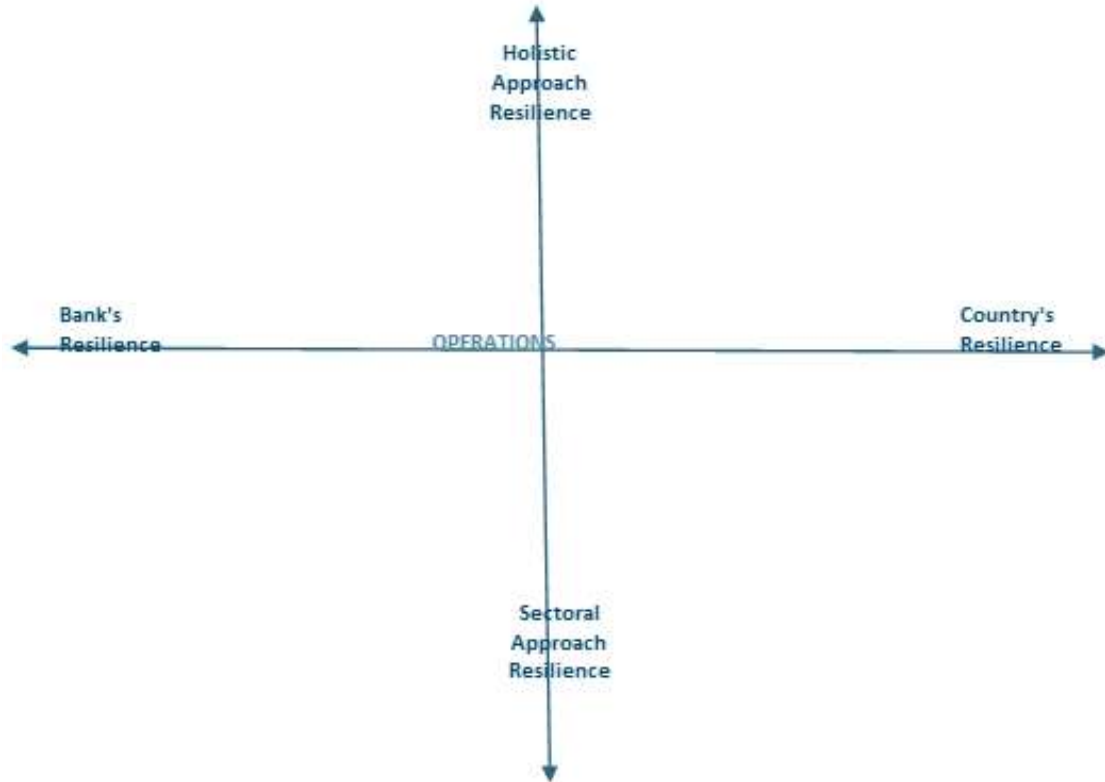 Holistic
Approach
Resilience
Bank's
Resilience
OPERATIONS
Country's
Resilience
Sectoral
Approach
Resilience